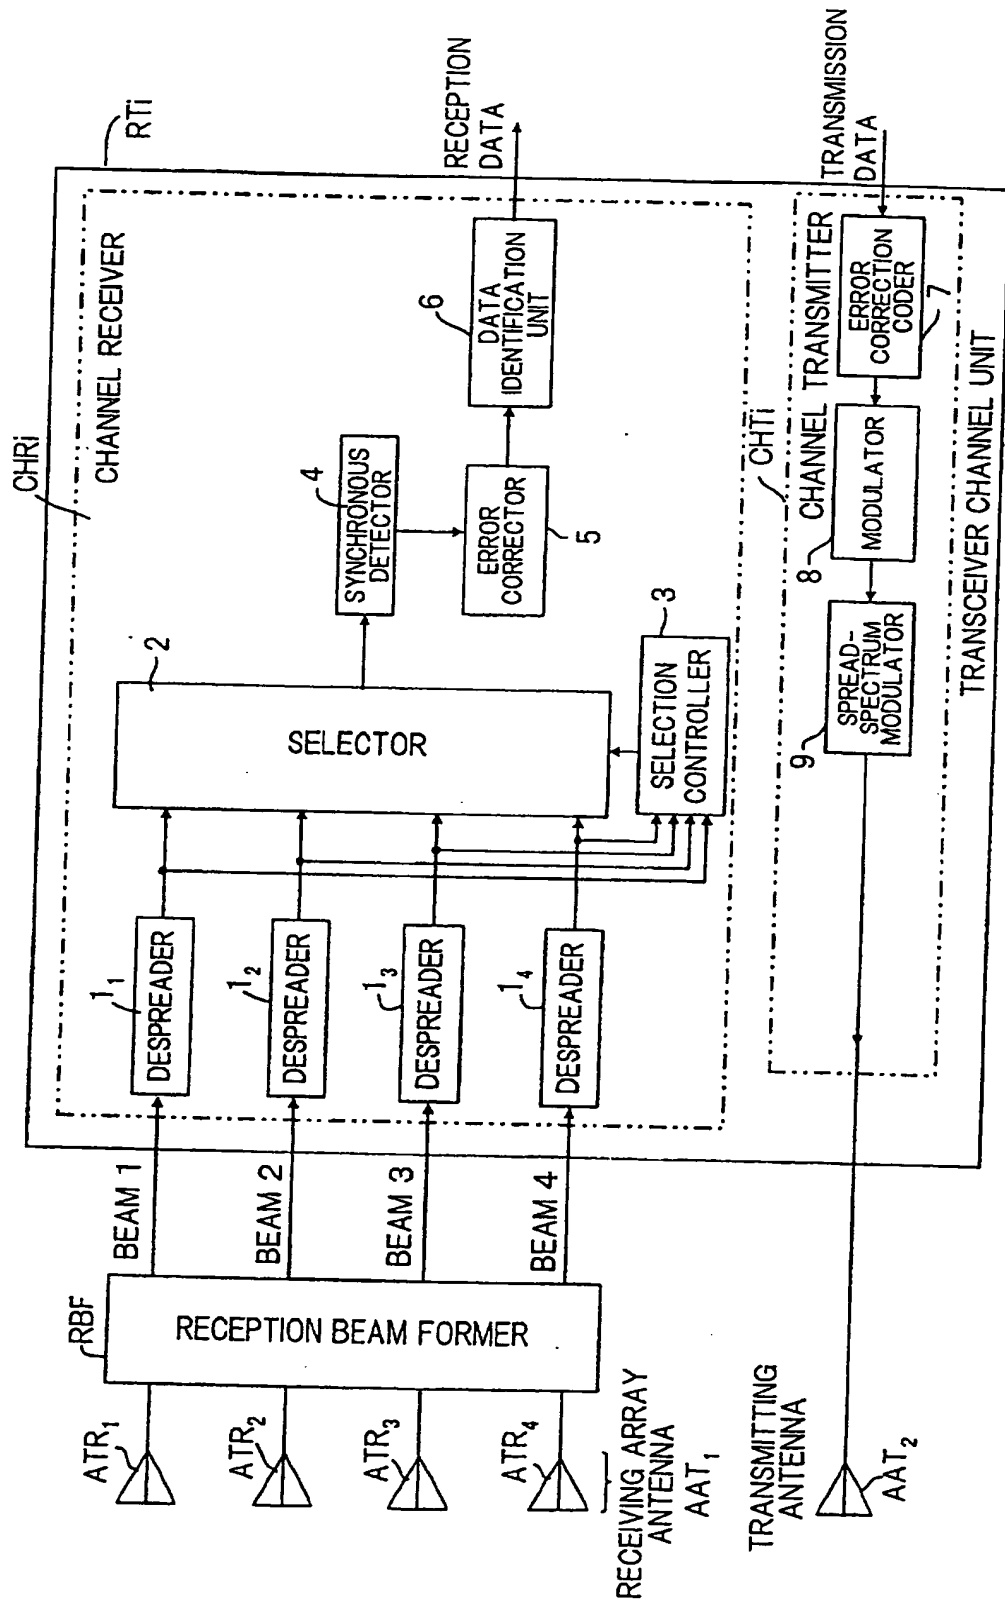 RTi
CHRi
CHANNEL RECEIVER
RECEPTION
DATA
6
DATA
IDENTIFICATION
UNIT
4
SYNCHRONOUS
DETECTOR
ERROR
CORRECTOR
5
2
SELECTOR
3
SELECTION
CONTROLLER
1₁
DESPREADER
1₂
DESPREADER
1₃
DESPREADER
1₄
DESPREADER
BEAM 1
BEAM 2
BEAM 3
BEAM 4
RBF
RECEPTION BEAM FORMER
ATR₁
ATR₂
ATR₃
ATR₄
RECEIVING ARRAY
ANTENNA
AAT₁
TRANSMITTING
ANTENNA
AAT₂
CHTi
CHANNEL TRANSMITTER
TRANSMISSION
DATA
ERROR
CORRECTION
CODER
7
8
MODULATOR
9
SPREAD-
SPECTRUM
MODULATOR
TRANSCEIVER CHANNEL UNIT